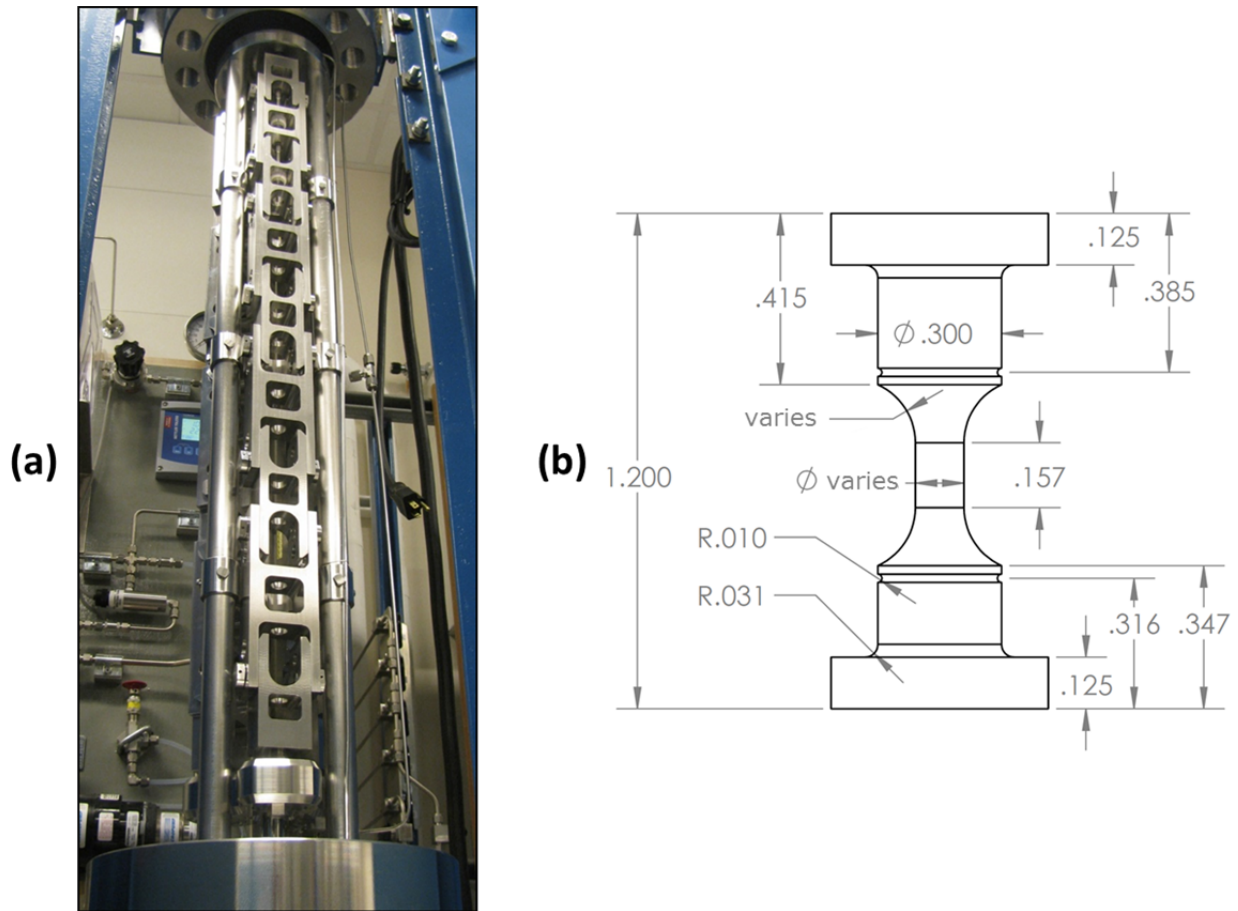 (a)
(b)
.125
.415
.385
Ø .300
varies
1.200
Ø varies
.157
R.010
R.031
.316
.347
.125